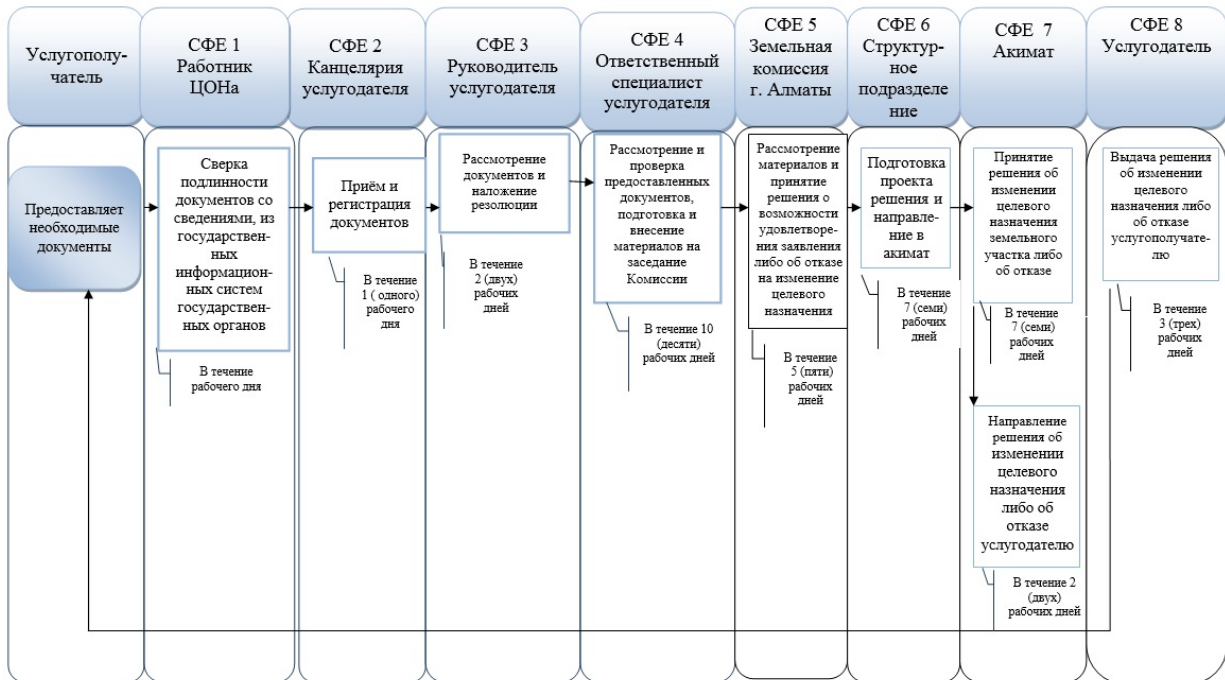 Услугополу-
чатель
СФЕ 1
Работник
ЦОНа
СФЕ 2
Канцелярия
услугодателя
СФЕ 3
Руководитель
услугодателя
СФЕ 4
Ответственный
специалист
услугодателя
СФЕ 5
Земельная
комиссия
г. Алматы
СФЕ 6
Структур-
ное
подразделе
ние
СФЕ 7
Акимат
СФЕ 8
Услугодатель
Предоставляет
необходимые
документы
Сверка
подлинности
документов со
сведениями, из
государствен-
ных
информацион-
ных систем
государствен-
ных органов
В течение
рабочего дня
Приём и
регистрация
документов
В течение
1 ( одного)
рабочего
дня
Рассмотрение
документов и
наложение
резолюции
В течение
2 (двух)
рабочих
дней
Рассмотрение и
проверка
предоставленных
документов,
подготовка и
внесение
материалов на
заседание
Комиссии
В течение 10
(десяти)
рабочих дней
Рассмотрение
материалов и
принятие
решения о
возможности
удовлетворе-
ния заявления
либо об отказе
на изменение
целевого
назначения
В течение
5 (пяти)
рабочих
дней
Подготовка
проекта
решения и
направле-
ние в
акимат
В течение
7 (семи)
рабочих
дней
Принятие
решения об
изменении
целевого
назначения
земельного
участка либо
об отказе
В течение
7 (семи)
рабочих
дней
Направление
решения об
изменении
целевого
назначения
либо об
отказе
услугодателю
В течение 2
(двух)
рабочих дней
Выдача решения
об изменении
целевого
назначения либо
об отказе
услугополучате-
лю
В течение
3 (трех)
рабочих
дней